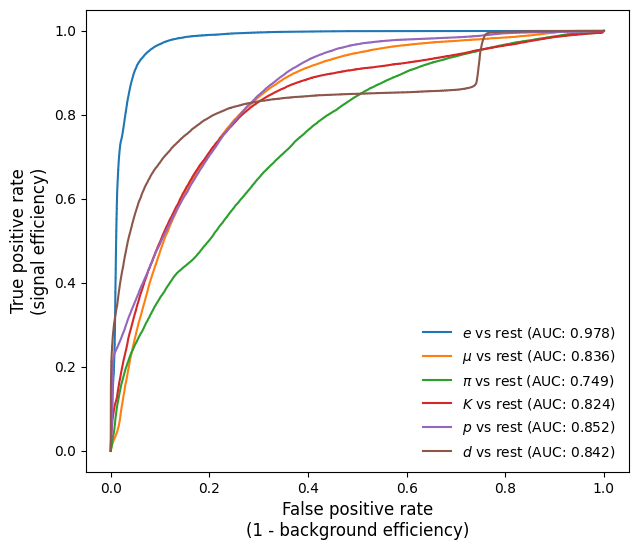 True positive rate
(signal efficiency)
1.0
0.8
0.6
0.4
0.2
0.0
e vs rest (AUC: 0.978)
μ vs rest (AUC: 0.836)
π vs rest (AUC: 0.749)
K vs rest (AUC: 0.824)
p vs rest (AUC: 0.852)
d vs rest (AUC: 0.842)
0.0 0.2 0.4 0.6 0.8 1.0
False positive rate
(1 - background efficiency)